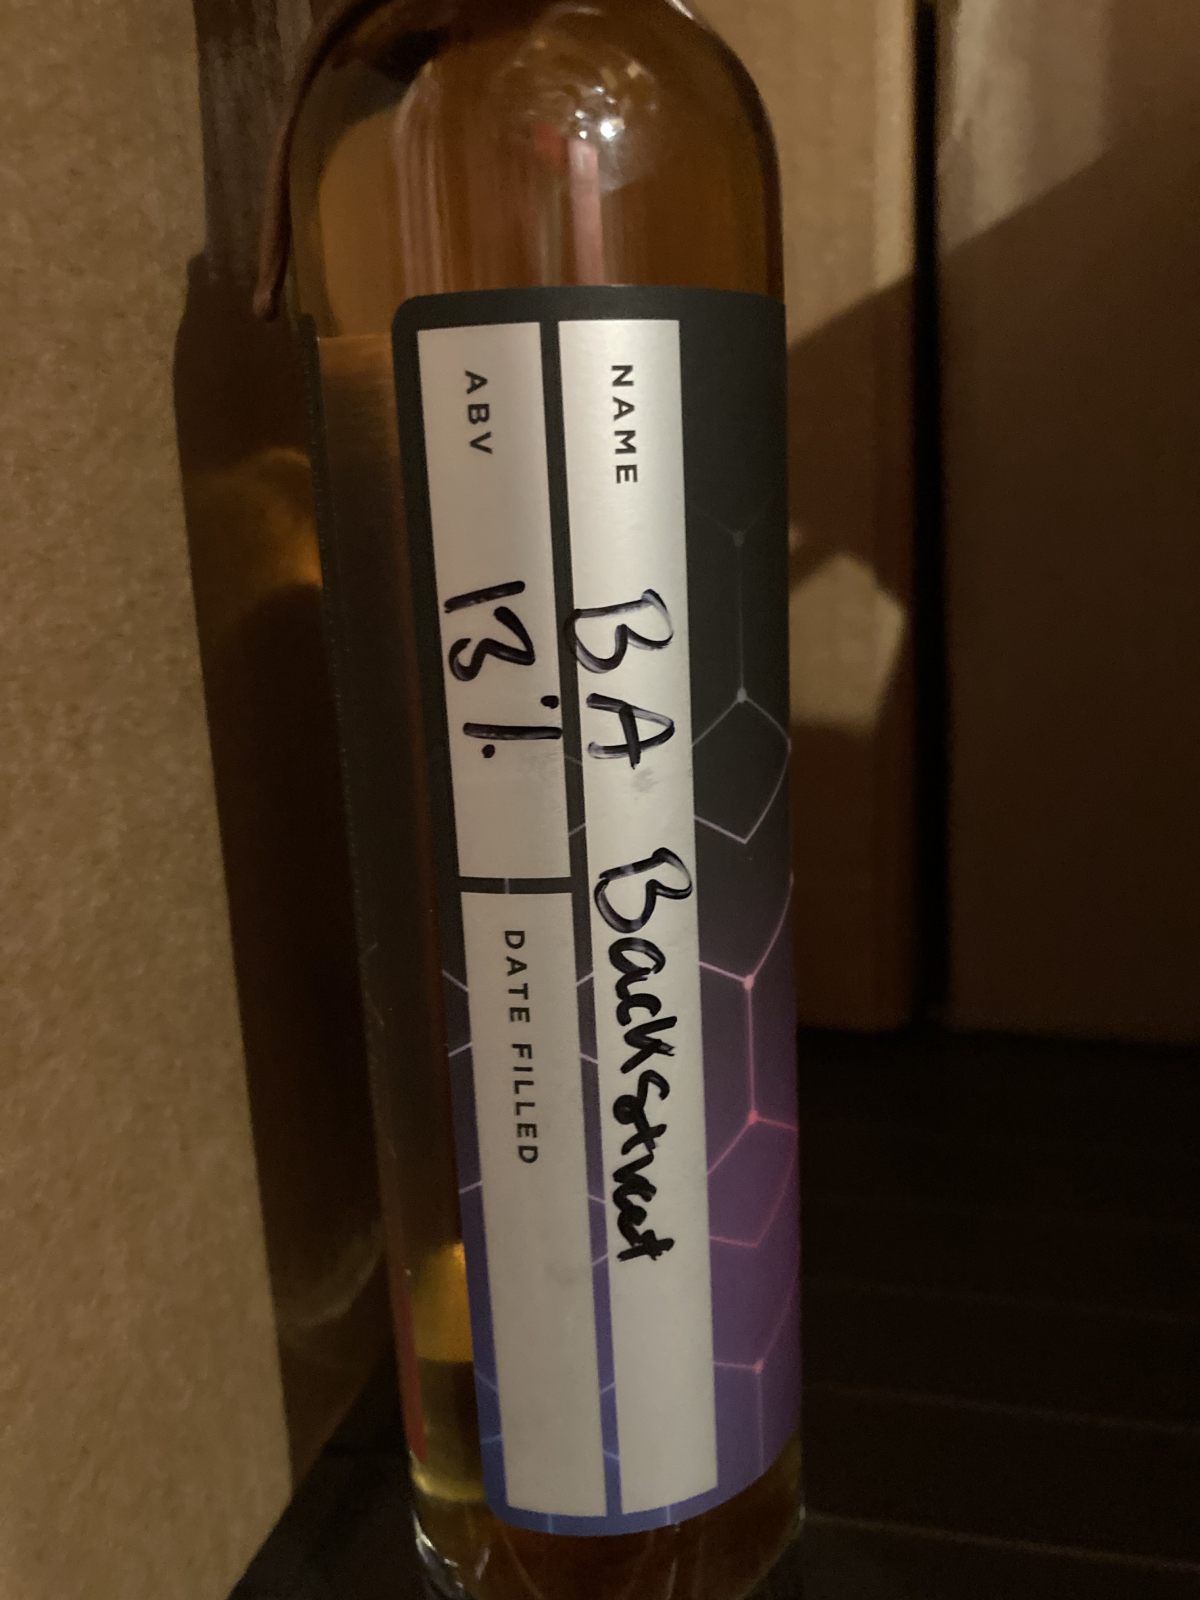 NAME BA Backstreet
ABV 13%
DATE FILLED